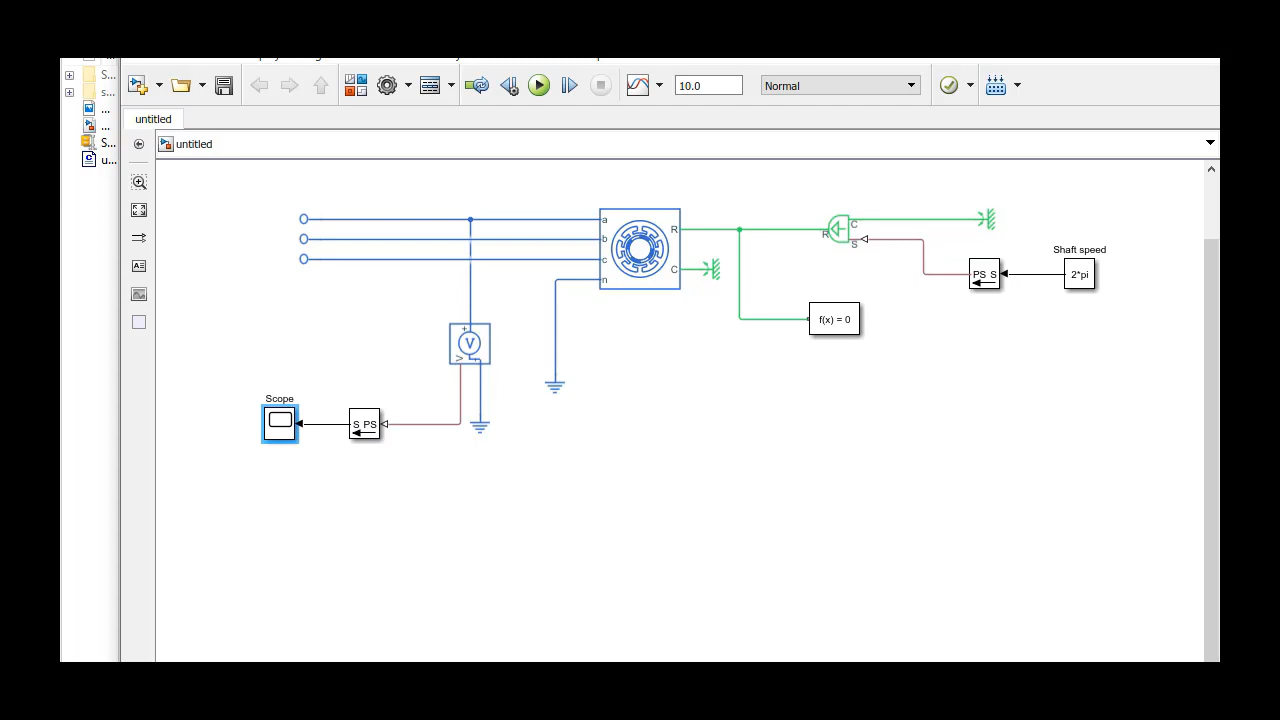 S...
s...
...
...
S...
u...
10.0
Normal
untitled
untitled
a
b
c
n
R
C
R
C
S
Shaft speed
PS S
2*pi
f(x) = 0
+
V
V
-
Scope
S PS